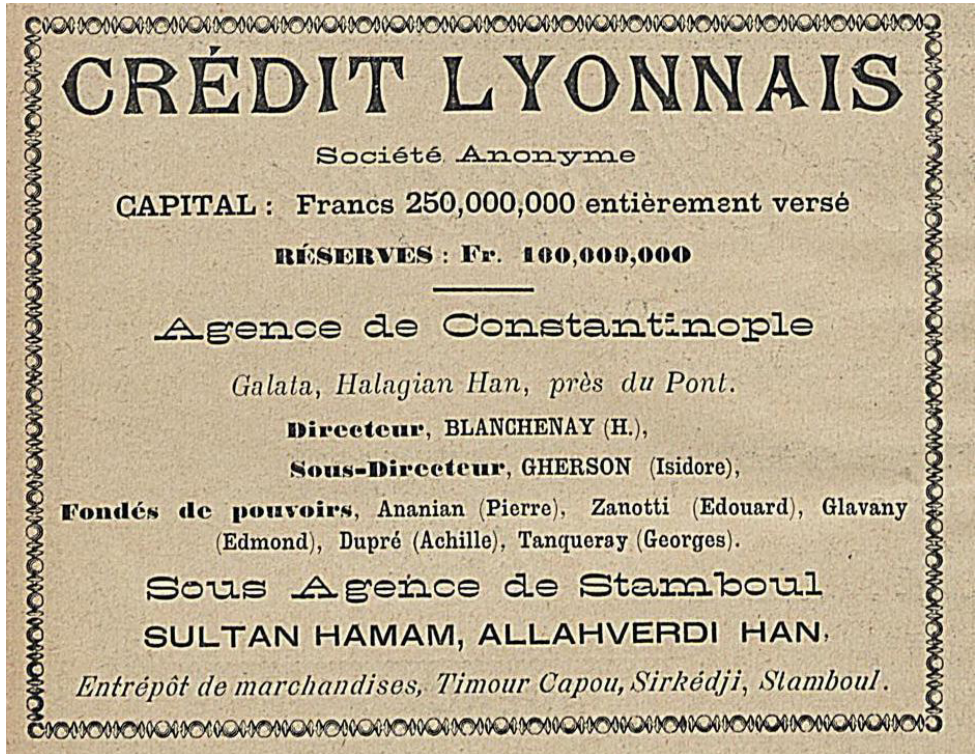 CRÉDIT LYONNAIS
Société Anonyme
CAPITAL : Francs 250,000,000 entièrement versé
RÉSERVES : Fr. 100,000,000
Agence de Constantinople
Galata, Halagian Han, près du Pont.
Directeur, BLANCHENAY (H.),
Sous-Directeur, GHERSON (Isidore),
Fondés de pouvoirs, Ananian (Pierre), Zanotti (Edouard), Glavany
(Edmond), Dupré (Achille), Tanqueray (Georges).
Sous Agence de Stamboul
SULTAN HAMAM, ALLAHVERDI HAN,
Entrépôt de marchandises, Timour Capou, Sirkédji, Stamboul.